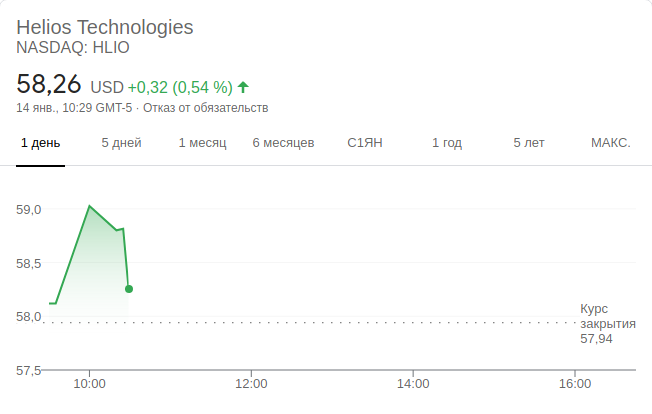 Helios Technologies
NASDAQ: HLIO
58,26 USD +0,32 (0,54 %)
14 янв., 10:29 GMT-5 · Отказ от обязательств
1 день 5 дней 1 месяц 6 месяцев С1ЯН 1 год 5 лет МАКС.
59,0
58,5
58,0
Курс
закрытия
57,94
57,5
10:00 12:00 14:00 16:00